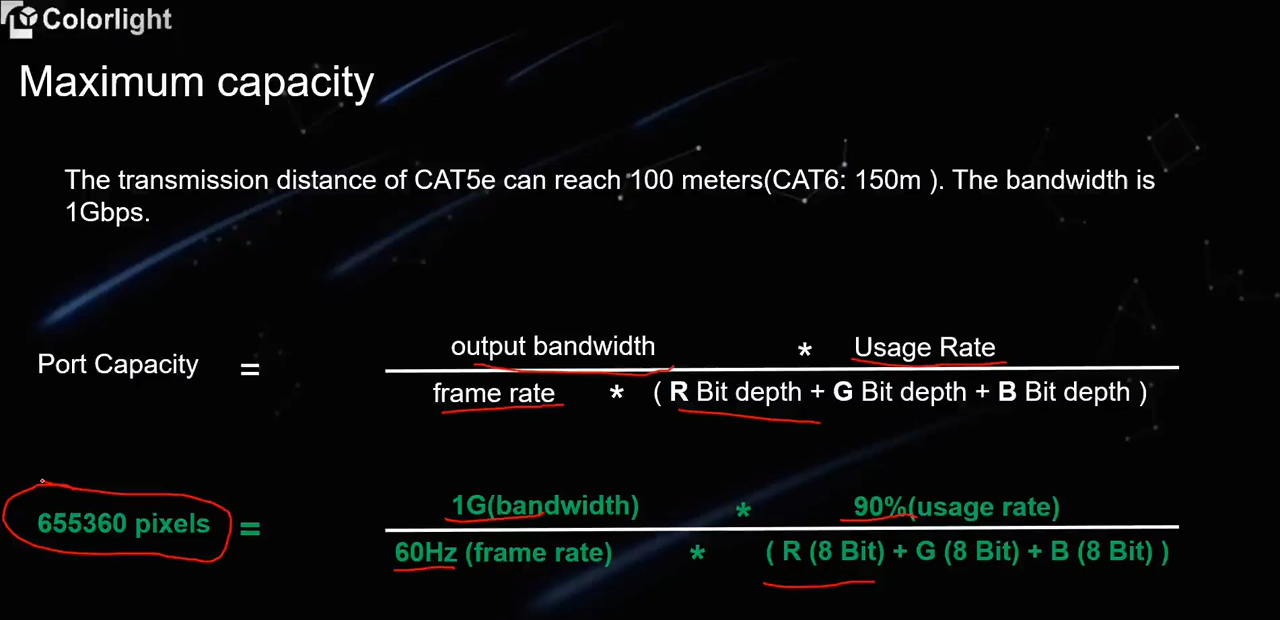 Colorlight
Maximum capacity
The transmission distance of CAT5e can reach 100 meters(CAT6: 150m ). The bandwidth is
1Gbps.
output bandwidth * Usage Rate
Port Capacity =
frame rate * ( R Bit depth + G Bit depth + B Bit depth )
1G(bandwidth) * 90%(usage rate)
655360 pixels =
60Hz (frame rate) * ( R (8 Bit) + G (8 Bit) + B (8 Bit) )